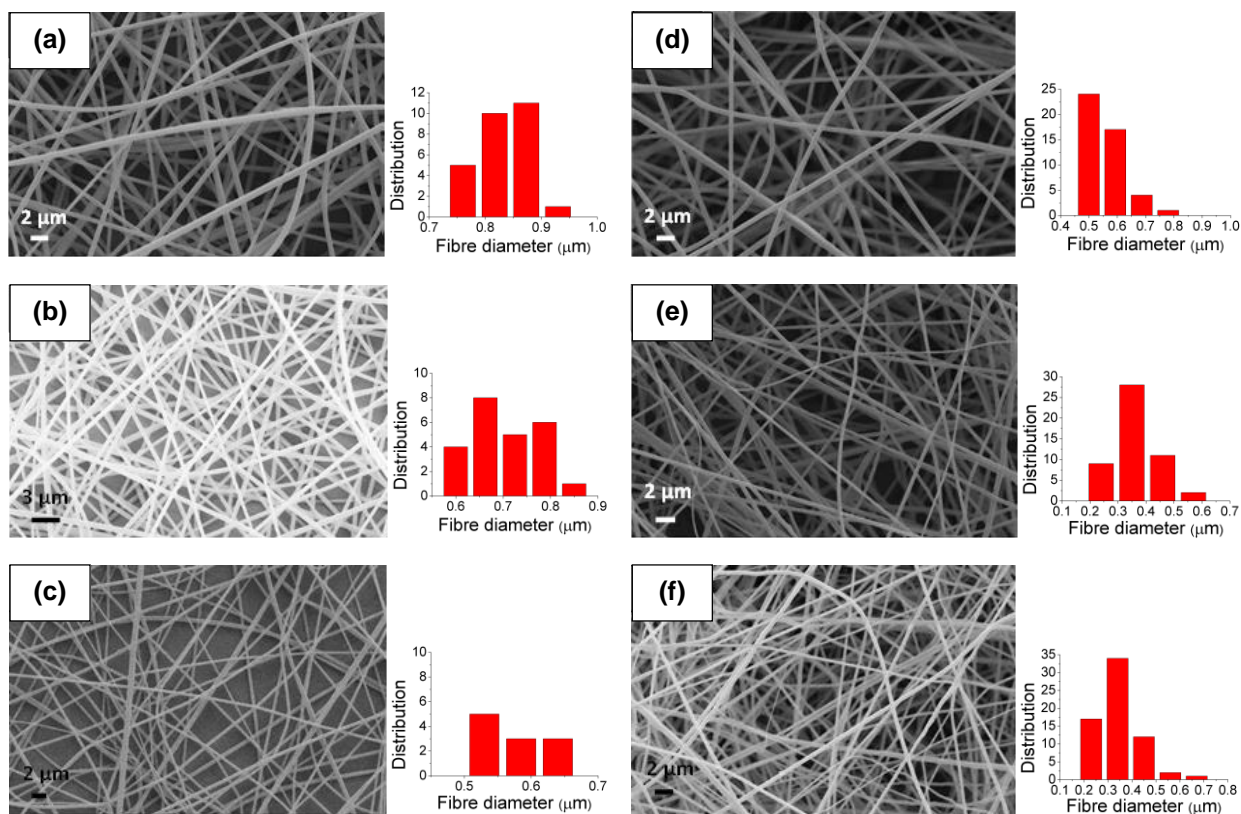 (a)
2 μm
Distribution
12
10
8
6
4
2
0
0.7 0.8 0.9 1.0
Fibre diameter (μm)
(d)
2 μm
Distribution
25
20
15
10
5
0
0.4 0.5 0.6 0.7 0.8 0.9 1.0
Fibre diameter (μm)
(b)
3 μm
Distribution
10
8
6
4
2
0
0.6 0.7 0.8 0.9
Fibre diameter (μm)
(e)
2 μm
Distribution
30
25
20
15
10
5
0
0.1 0.2 0.3 0.4 0.5 0.6 0.7
Fibre diameter (μm)
(c)
2 μm
Distribution
10
8
6
4
2
0
0.5 0.6 0.7
Fibre diameter (μm)
(f)
2 μm
Distribution
35
30
25
20
15
10
5
0
0.1 0.2 0.3 0.4 0.5 0.6 0.7 0.8
Fibre diameter (μm)